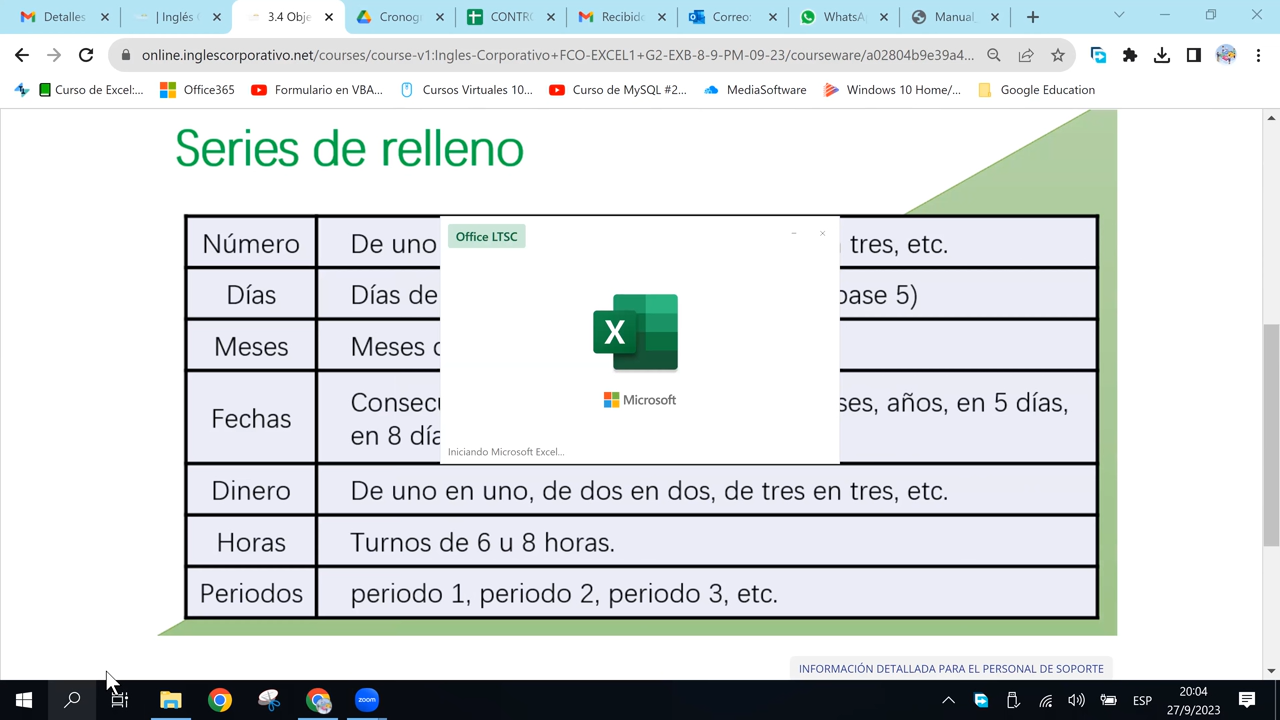 Detalles
| Inglés C
3.4 Obje
Cronogr
CONTRO
Recibido
Correo:
WhatsA
Manual_
online.inglescorporativo.net/courses/course-v1:Ingles-Corporativo+FCO-EXCEL1+G2-EXB-8-9-PM-09-23/courseware/a02804b9e39a4...
Curso de Excel:...
Office365
Formulario en VBA...
Cursos Virtuales 10...
Curso de MySQL #2...
MediaSoftware
Windows 10 Home/...
Google Education
Series de relleno
Número De uno tres, etc.
Días Días de base 5)
Meses Meses
Fechas Consecu ses, años, en 5 días,
en 8 día
Dinero De uno en uno, de dos en dos, de tres en tres, etc.
Horas Turnos de 6 u 8 horas.
Periodos periodo 1, periodo 2, periodo 3, etc.
Office LTSC
X
Microsoft
Iniciando Microsoft Excel...
INFORMACIÓN DETALLADA PARA EL PERSONAL DE SOPORTE
zoom
ESP
20:04
27/9/2023